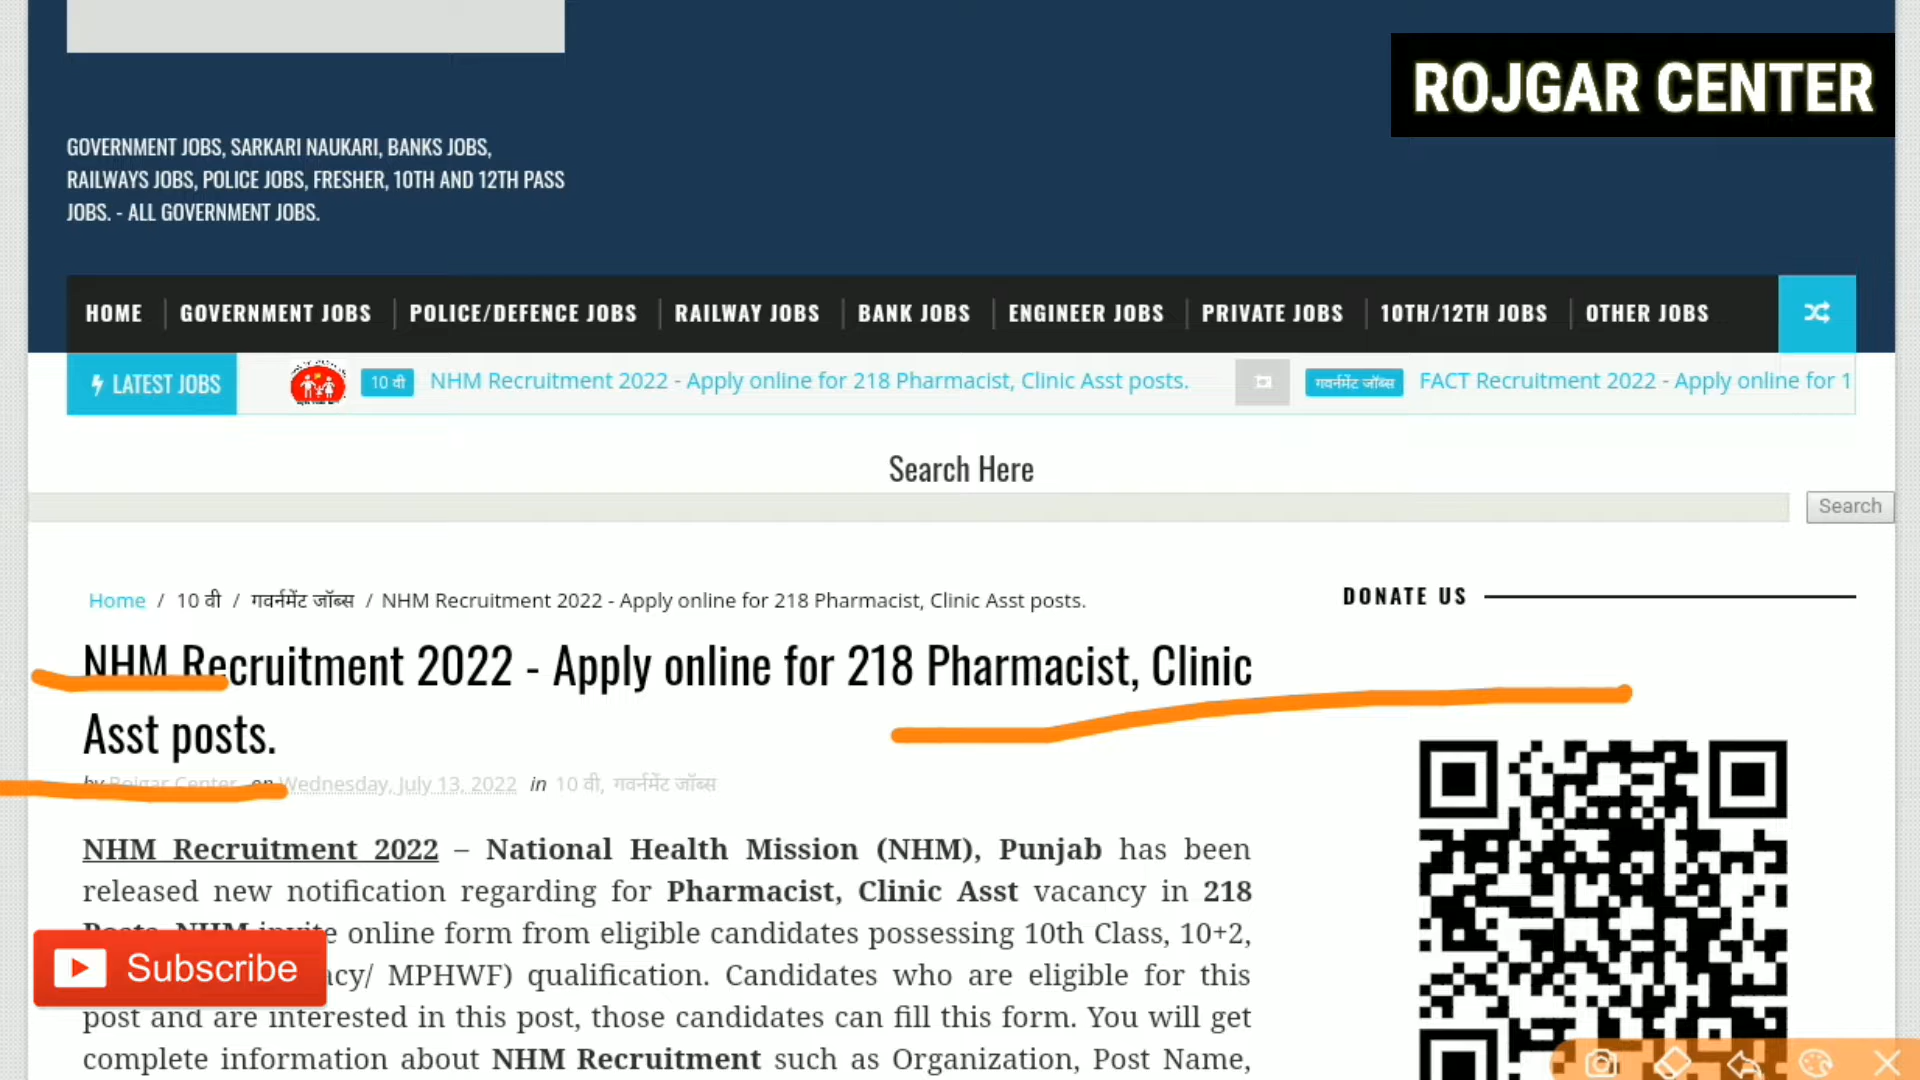 ROJGAR CENTER
GOVERNMENT JOBS, SARKARI NAUKARI, BANKS JOBS,
RAILWAYS JOBS, POLICE JOBS, FRESHER, 10TH AND 12TH PASS
JOBS. - ALL GOVERNMENT JOBS.
HOME GOVERNMENT JOBS POLICE/DEFENCE JOBS RAILWAY JOBS BANK JOBS ENGINEER JOBS PRIVATE JOBS 10TH/12TH JOBS OTHER JOBS
LATEST JOBS 10 वी NHM Recruitment 2022 - Apply online for 218 Pharmacist, Clinic Asst posts. गवर्नमेंट जॉब्स FACT Recruitment 2022 - Apply online for 1
Search Here
Search
Home / 10 वी / गवर्नमेंट जॉब्स / NHM Recruitment 2022 - Apply online for 218 Pharmacist, Clinic Asst posts.
DONATE US
NHM Recruitment 2022 - Apply online for 218 Pharmacist, Clinic
Asst posts.
by Rojgar Center on Wednesday, July 13, 2022 in 10 वी, गवर्नमेंट जॉब्स
NHM Recruitment 2022 – National Health Mission (NHM), Punjab has been
released new notification regarding for Pharmacist, Clinic Asst vacancy in 218
Posts. NHM invite online form from eligible candidates possessing 10th Class, 10+2,
MPHWF) qualification. Candidates who are eligible for this
Subscribe
post and are interested in this post, those candidates can fill this form. You will get
complete information about NHM Recruitment such as Organization, Post Name,